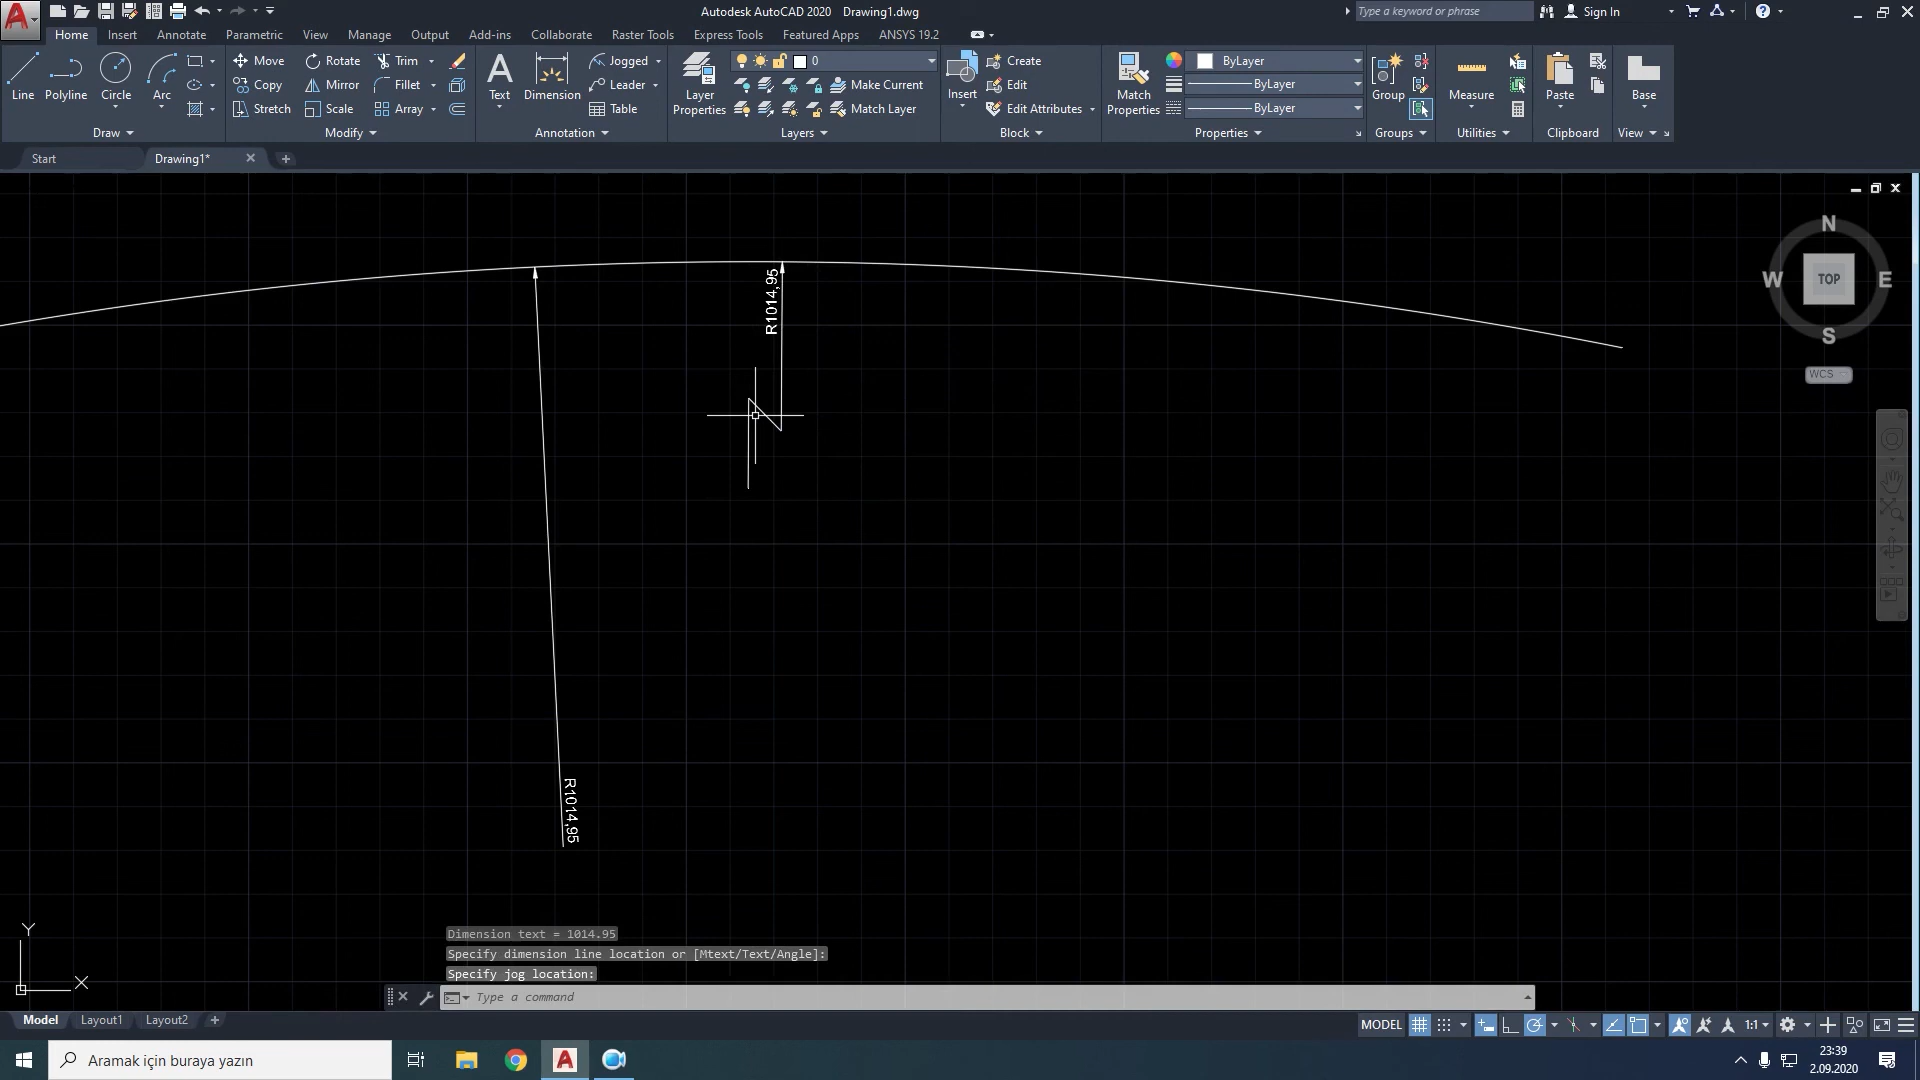 Autodesk AutoCAD 2020 Drawing1.dwg
Type a keyword or phrase
Sign In
Home Insert Annotate Parametric View Manage Output Add-ins Collaborate Raster Tools Express Tools Featured Apps ANSYS 19.2
Line
Polyline
Circle
Arc
Draw
Move
Copy
Stretch
Rotate
Mirror
Scale
Trim
Fillet
Array
Modify
Text
Dimension
Jogged
Leader
Table
Annotation
Layer
Properties
0
Make Current
Match Layer
Layers
Insert
Create
Edit
Edit Attributes
Block
Match
Properties
ByLayer
ByLayer
ByLayer
Properties
Group
Groups
Measure
Utilities
Paste
Clipboard
Base
View
Start
Drawing1*
R1014,95
R1014,95
N
W
TOP
E
S
WCS
Y
X
Dimension text = 1014.95
Specify dimension line location or [Mtext/Text/Angle]:
Specify jog location:
Type a command
Model Layout1 Layout2
MODEL
1:1
Aramak için buraya yazın
23:39
2.09.2020